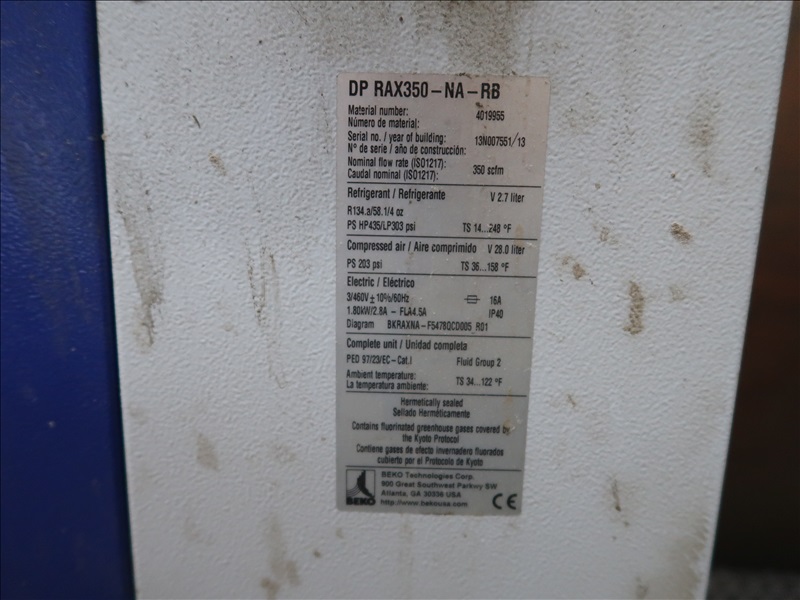 DP RAX350-NA-RB
Material number:
Número de material: 4019955
Serial no. / year of building:
Nº de serie / año de construcción: 13N007551/13
Nominal flow rate (ISO1217):
Caudal nominal (ISO1217): 350 scfm
Refrigerant / Refrigerante V 2.7 liter
R134.a/58.1/4 oz
PS HP435/LP303 psi TS 14...248 °F
Compressed air / Aire comprimido V 28.0 liter
PS 203 psi TS 36...158 °F
Electric / Eléctrico
3/460V±10%/60Hz 16A
1.80kW/2.8A - FLA4.5A IP40
Diagram BKRAXNA-F5478QCD005 R01
Complete unit / Unidad completa
PED 97/23/EC-Cat.I Fluid Group 2
Ambient temperature:
La temperatura ambiente: TS 34...122 °F
Hermetically sealed
Sellado Herméticamente
Contains fluorinated greenhouse gases covered by
the Kyoto Protocol
Contiene gases de efecto invernadero fluorados
cubierto por el Protocolo de Kyoto
BEKO Technologies Corp.
900 Great Southwest Parkwy SW
Atlanta, GA 30336 USA
http://www.bekousa.com
BEKO
CE